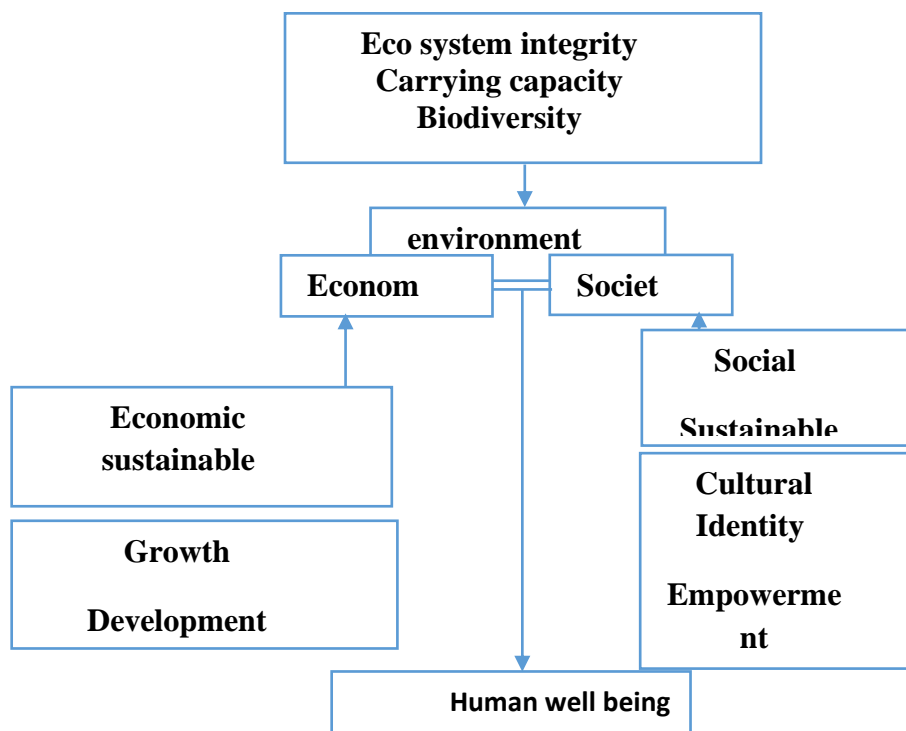 Eco system integrity
Carrying capacity
Biodiversity
environment
Econom
Societ
Social
Sustainable
Economic
sustainable
Cultural
Identity
Empowerme
nt
Growth
Development
Human well being